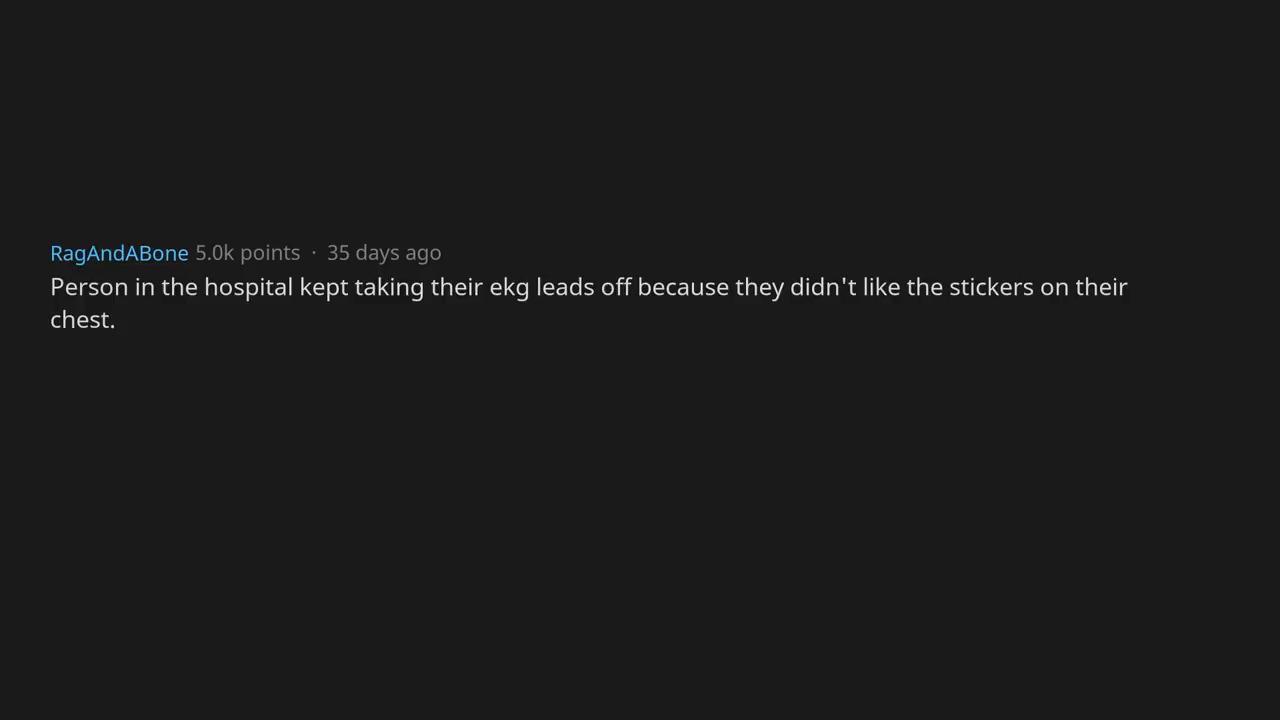 RagAndABone 5.0k points · 35 days ago
Person in the hospital kept taking their ekg leads off because they didn't like the stickers on their
chest.